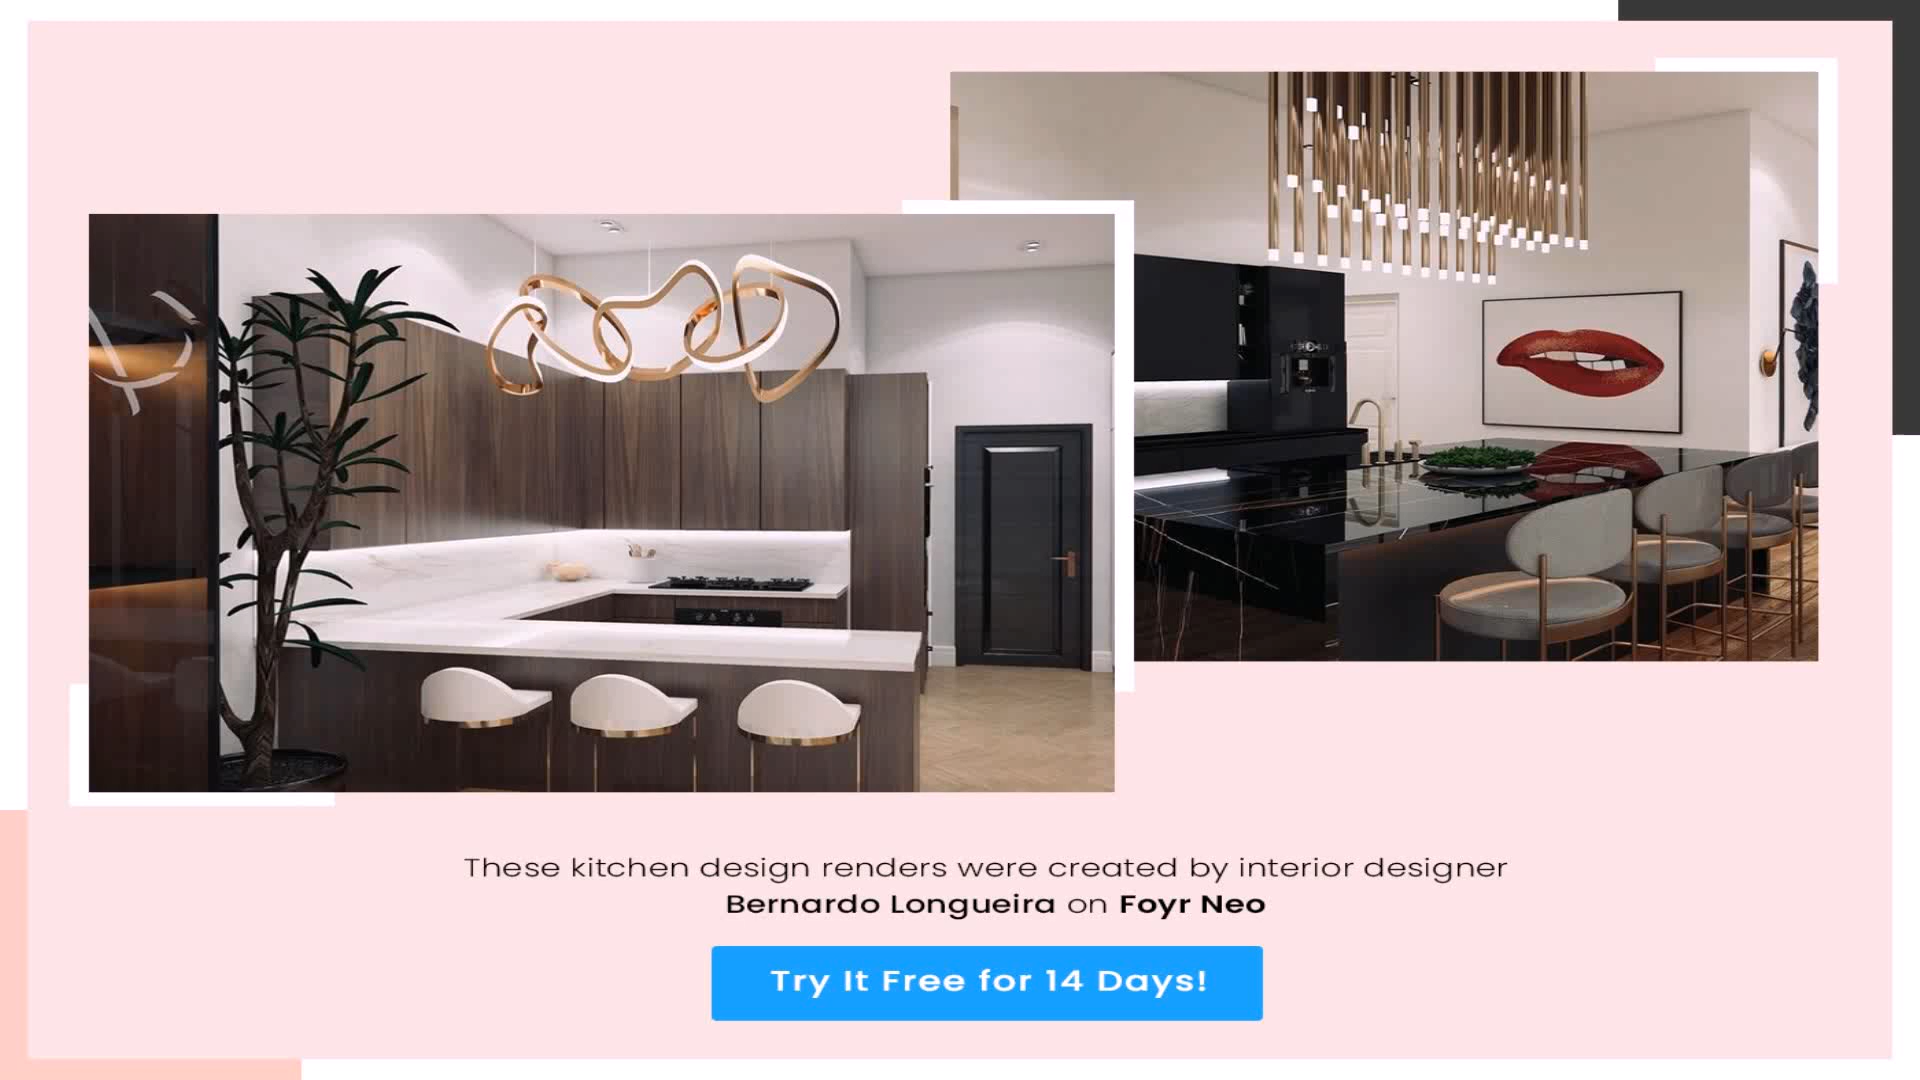 These kitchen design renders were created by interior designer
Bernardo Longueira on Foyr Neo
Try It Free for 14 Days!